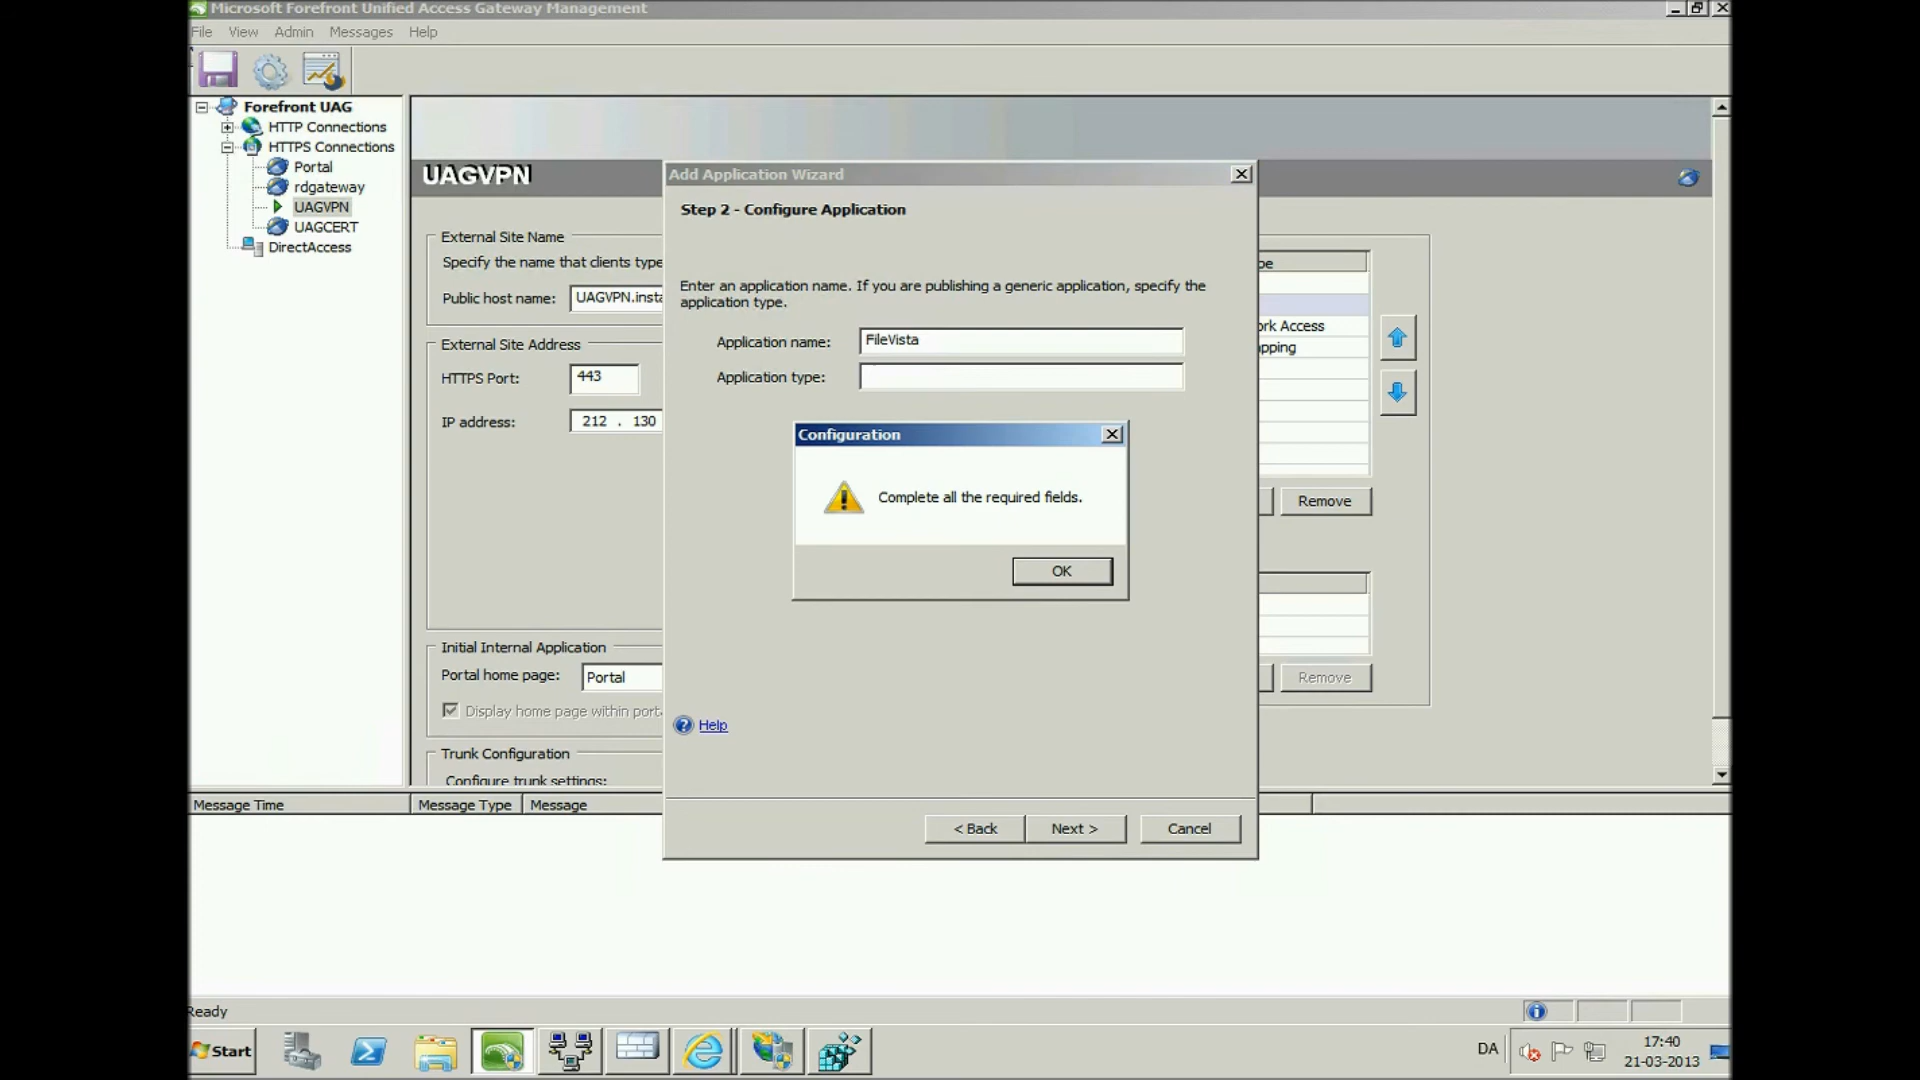 Microsoft Forefront Unified Access Gateway Management
File View Admin Messages Help
Forefront UAG
HTTP Connections
HTTPS Connections
Portal
rdgateway
UAGVPN
UAGCERT
DirectAccess
UAGVPN
External Site Name
Specify the name that clients type
Public host name:
UAGVPN.insta
External Site Address
HTTPS Port:
443
IP address:
212 . 130
Initial Internal Application
Portal home page:
Portal
Display home page within port
Trunk Configuration
Configure trunk settings:
Add Application Wizard
Step 2 - Configure Application
Enter an application name. If you are publishing a generic application, specify the
application type.
Application name:
FileVista
Application type:
Configuration
Complete all the required fields.
OK
Help
< Back
Next >
Cancel
pe
ork Access
pping
Remove
Remove
Message Time
Message Type
Message
Ready
Start
DA
17:40
21-03-2013